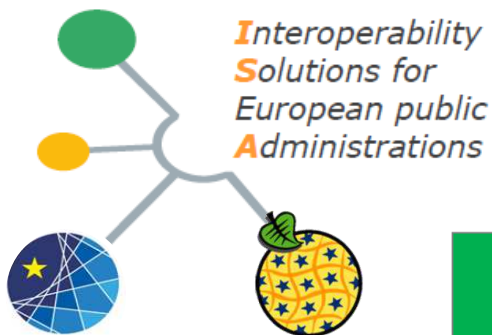 Interoperability
Solutions for
European public
Administrations